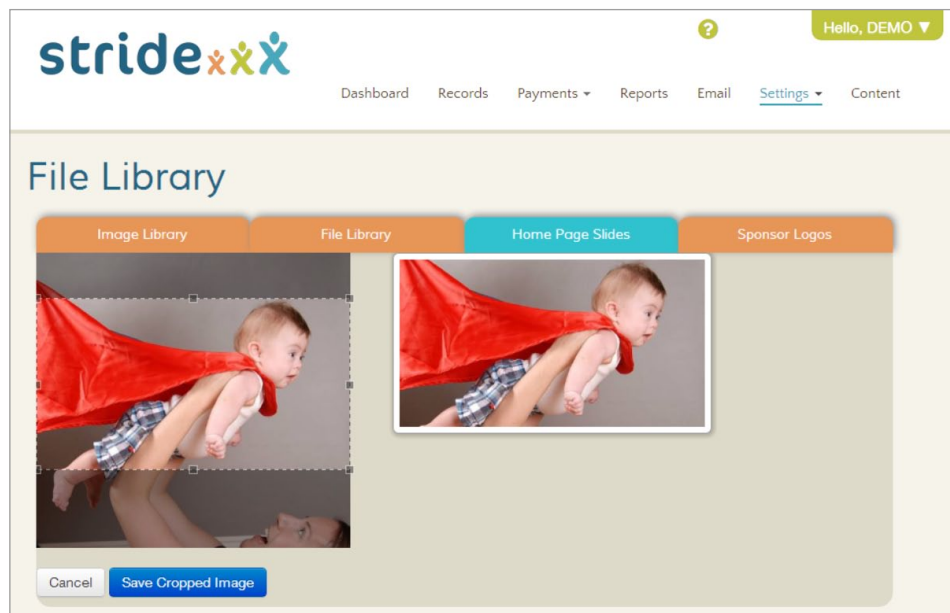 ?
Hello, DEMO ▼
stride
Dashboard Records Payments Reports Email Settings Content
File Library
Image Library File Library Home Page Slides Sponsor Logos
Cancel Save Cropped Image